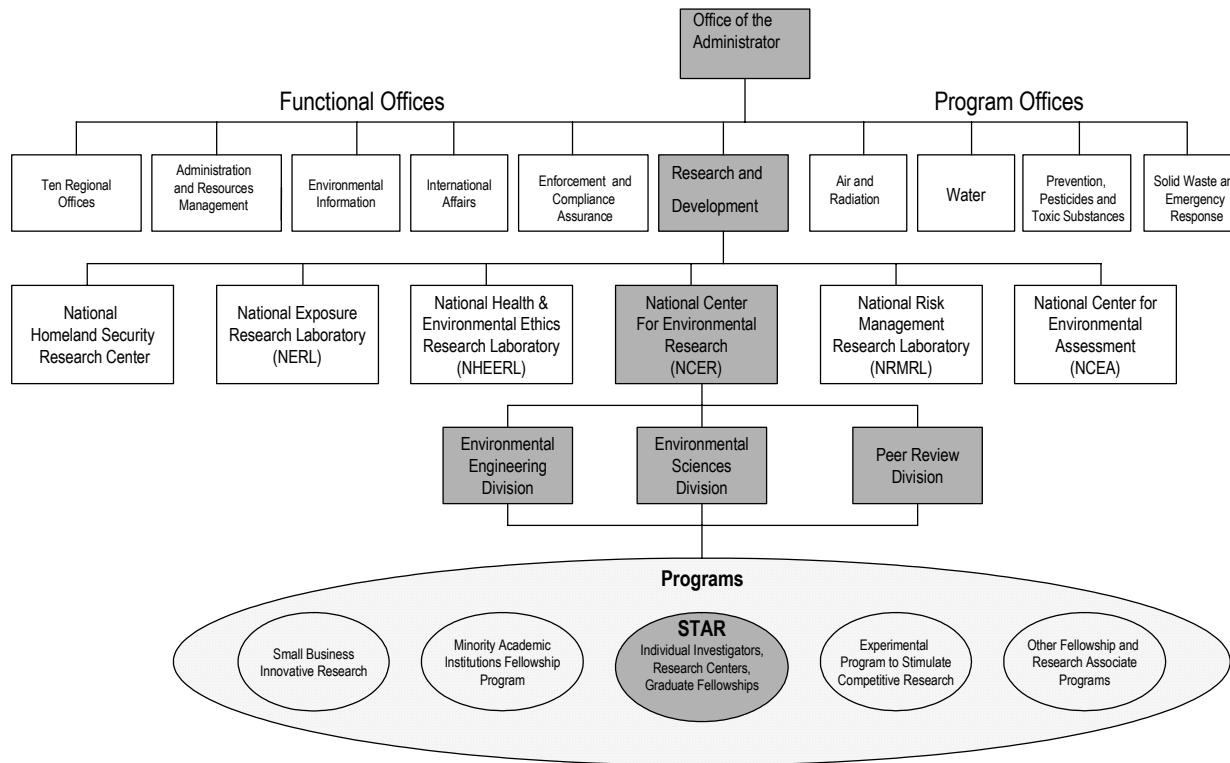 Office of the
Administrator
Functional Offices
Program Offices
Ten Regional
Offices
Administration
and Resources
Management
Environmental
Information
International
Affairs
Enforcement and
Compliance
Assurance
Research and
Development
Air and
Radiation
Water
Prevention,
Pesticides and
Toxic Substances
Solid Waste an
Emergency
Response
National
Homeland Security
Research Center
National Exposure
Research Laboratory
(NERL)
National Health &
Environmental Ethics
Research Laboratory
(NHEERL)
National Center
For Environmental
Research
(NCER)
National Risk
Management
Research Laboratory
(NRMRL)
National Center for
Environmental
Assessment
(NCEA)
Environmental
Engineering
Division
Environmental
Sciences
Division
Peer Review
Division
Programs
Small Business
Innovative Research
Minority Academic
Institutions Fellowship
Program
STAR
Individual Investigators,
Research Centers,
Graduate Fellowships
Experimental
Program to Stimulate
Competitive Research
Other Fellowship and
Research Associate
Programs